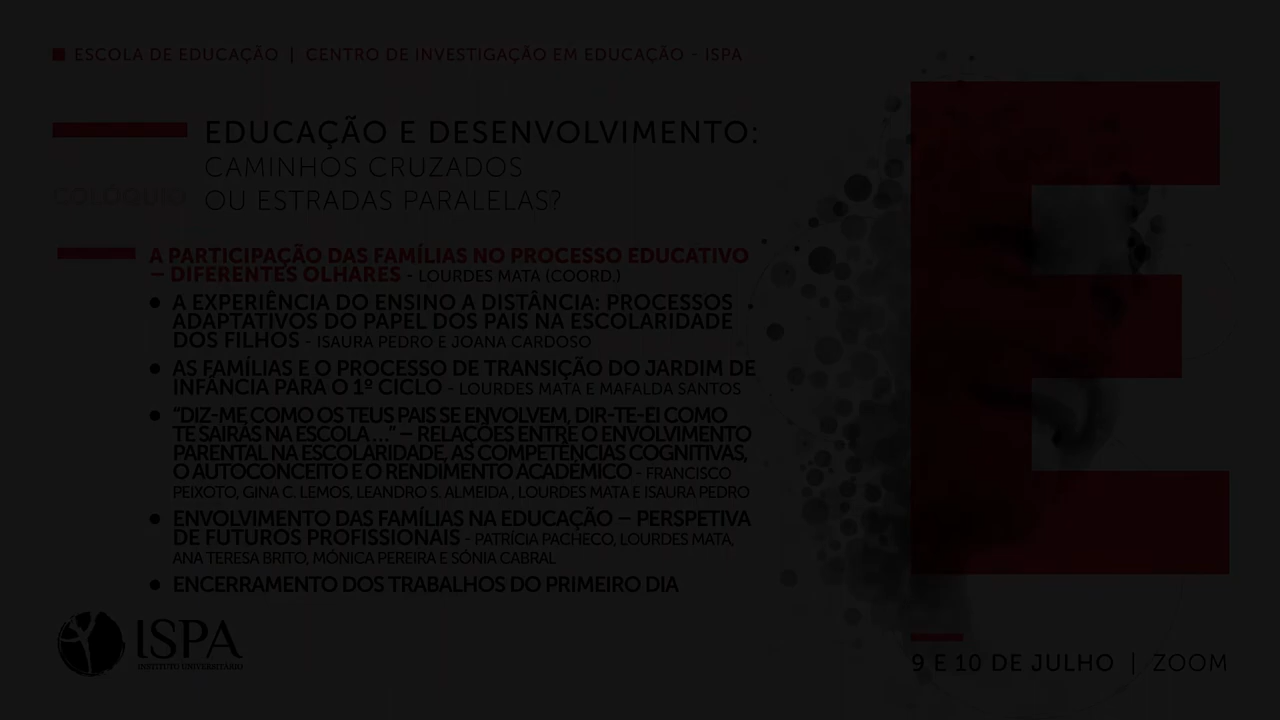 ESCOLA DE EDUCAÇÃO | CENTRO DE INVESTIGAÇÃO EM EDUCAÇÃO - ISPA
COLÓQUIO
EDUCAÇÃO E DESENVOLVIMENTO:
CAMINHOS CRUZADOS
OU ESTRADAS PARALELAS?
A PARTICIPAÇÃO DAS FAMÍLIAS NO PROCESSO EDUCATIVO
– DIFERENTES OLHARES - LOURDES MATA (COORD.)
• A EXPERIÊNCIA DO ENSINO A DISTÂNCIA: PROCESSOS
ADAPTATIVOS DO PAPEL DOS PAIS NA ESCOLARIDADE
DOS FILHOS - ISAURA PEDRO E JOANA CARDOSO
• AS FAMÍLIAS E O PROCESSO DE TRANSIÇÃO DO JARDIM DE
INFÂNCIA PARA O 1º CICLO - LOURDES MATA E MAFALDA SANTOS
• “DIZ-ME COMO OS TEUS PAIS SE ENVOLVEM, DIR-TE-EI COMO
TE SAIRÁS NA ESCOLA …” – RELAÇÕES ENTRE O ENVOLVIMENTO
PARENTAL NA ESCOLARIDADE, AS COMPETÊNCIAS COGNITIVAS,
O AUTOCONCEITO E O RENDIMENTO ACADÉMICO - FRANCISCO
PEIXOTO, GINA C. LEMOS, LEANDRO S. ALMEIDA , LOURDES MATA E ISAURA PEDRO
• ENVOLVIMENTO DAS FAMÍLIAS NA EDUCAÇÃO – PERSPETIVA
DE FUTUROS PROFISSIONAIS - PATRÍCIA PACHECO, LOURDES MATA,
ANA TERESA BRITO, MÓNICA PEREIRA E SÓNIA CABRAL
• ENCERRAMENTO DOS TRABALHOS DO PRIMEIRO DIA
ISPA
INSTITUTO UNIVERSITÁRIO
E
9 E 10 DE JULHO | ZOOM